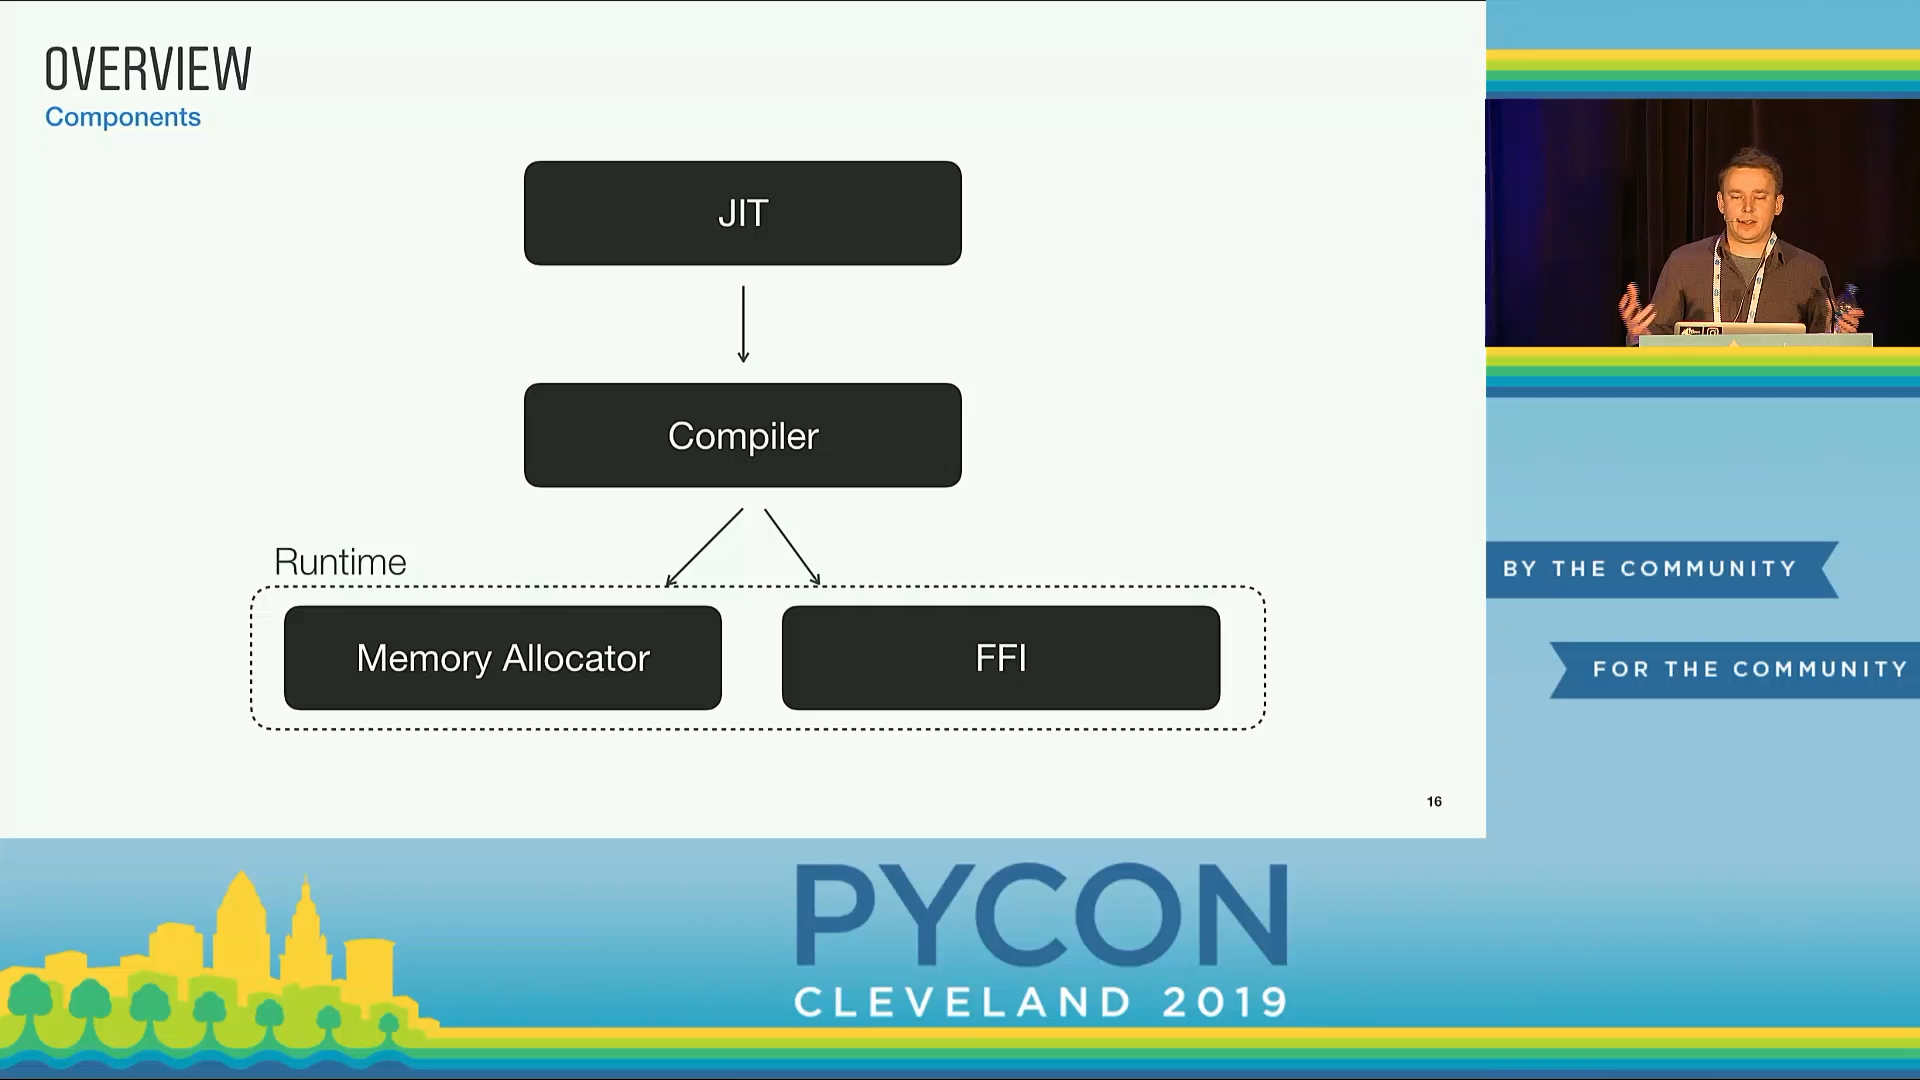 OVERVIEW
Components
JIT
Compiler
Runtime
Memory Allocator
FFI
16
BY THE COMMUNITY
FOR THE COMMUNITY
PYCON
CLEVELAND 2019